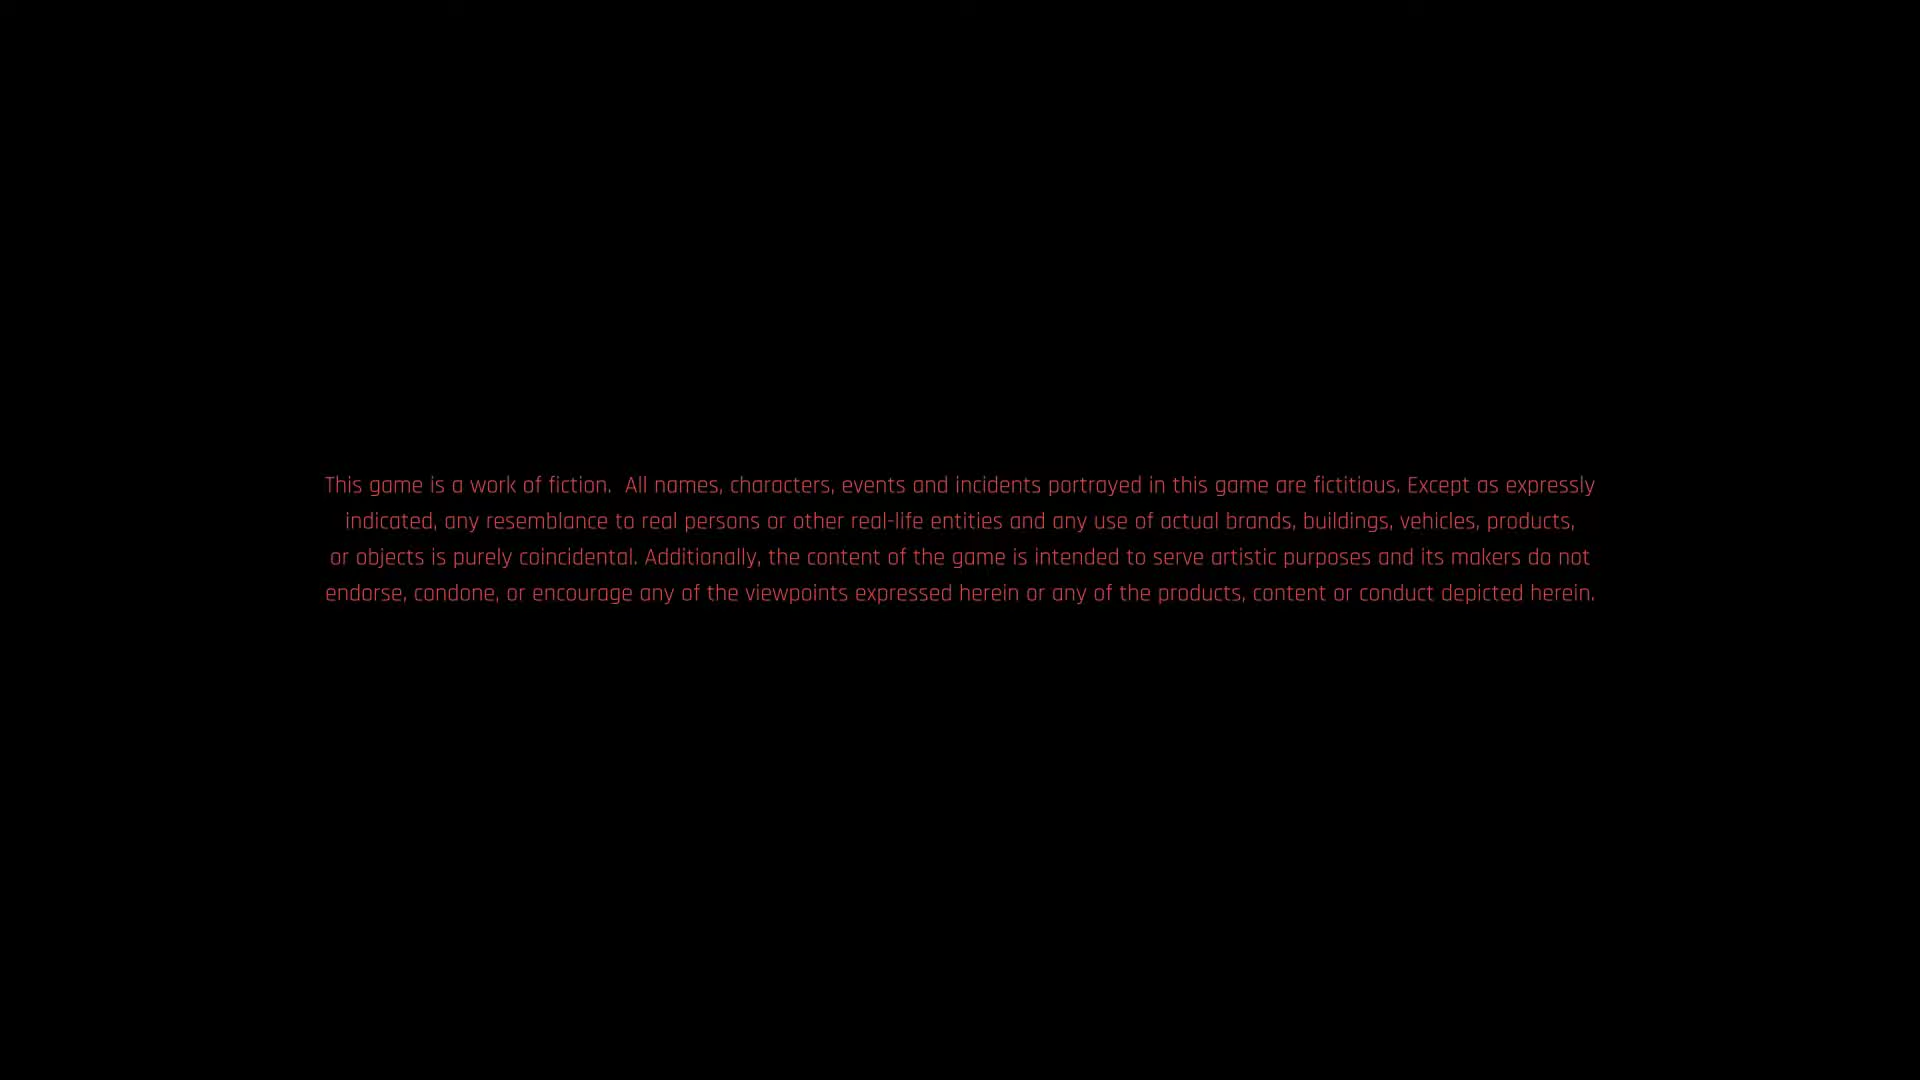 This game is a work of fiction.  All names, characters, events and incidents portrayed in this game are fictitious. Except as expressly
indicated, any resemblance to real persons or other real-life entities and any use of actual brands, buildings, vehicles, products,
or objects is purely coincidental. Additionally, the content of the game is intended to serve artistic purposes and its makers do not
endorse, condone, or encourage any of the viewpoints expressed herein or any of the products, content or conduct depicted herein.